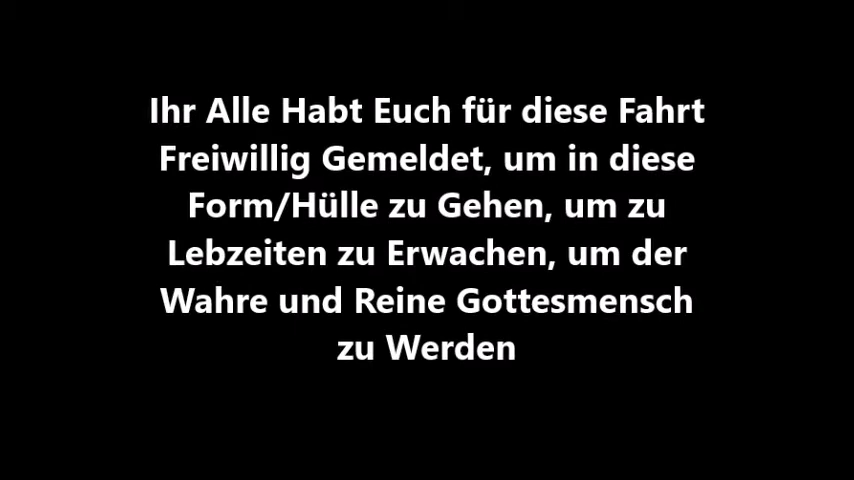 Ihr Alle Habt Euch für diese Fahrt
Freiwillig Gemeldet, um in diese
Form/Hülle zu Gehen, um zu
Lebzeiten zu Erwachen, um der
Wahre und Reine Gottesmensch
zu Werden